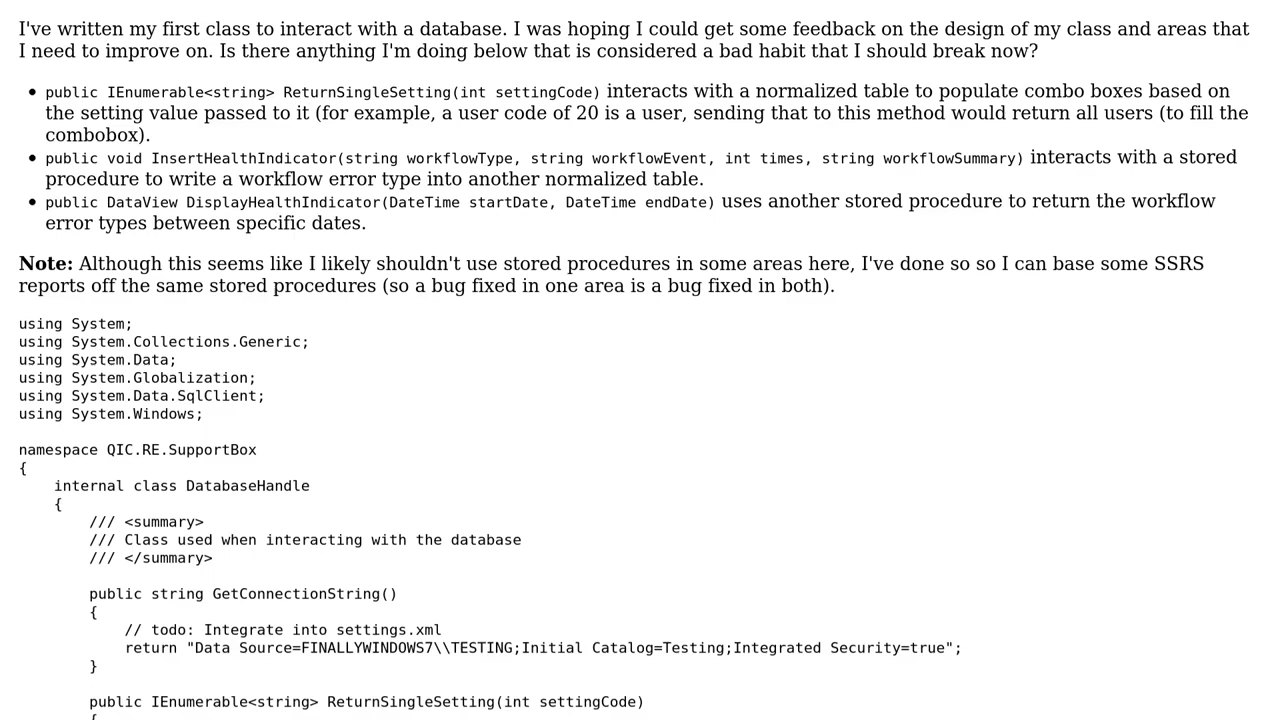 I've written my first class to interact with a database. I was hoping I could get some feedback on the design of my class and areas that
I need to improve on. Is there anything I'm doing below that is considered a bad habit that I should break now?
• public IEnumerable<string> ReturnSingleSetting(int settingCode) interacts with a normalized table to populate combo boxes based on
the setting value passed to it (for example, a user code of 20 is a user, sending that to this method would return all users (to fill the
combobox).
• public void InsertHealthIndicator(string workflowType, string workflowEvent, int times, string workflowSummary) interacts with a stored
procedure to write a workflow error type into another normalized table.
• public DataView DisplayHealthIndicator(DateTime startDate, DateTime endDate) uses another stored procedure to return the workflow
error types between specific dates.
Note: Although this seems like I likely shouldn't use stored procedures in some areas here, I've done so so I can base some SSRS
reports off the same stored procedures (so a bug fixed in one area is a bug fixed in both).
using System;
using System.Collections.Generic;
using System.Data;
using System.Globalization;
using System.Data.SqlClient;
using System.Windows;
namespace QIC.RE.SupportBox
{
    internal class DatabaseHandle
    {
        /// <summary>
        /// Class used when interacting with the database
        /// </summary>
        public string GetConnectionString()
        {
            // todo: Integrate into settings.xml
            return "Data Source=FINALLYWINDOWS7\\TESTING;Initial Catalog=Testing;Integrated Security=true";
        }
        public IEnumerable<string> ReturnSingleSetting(int settingCode)
        {